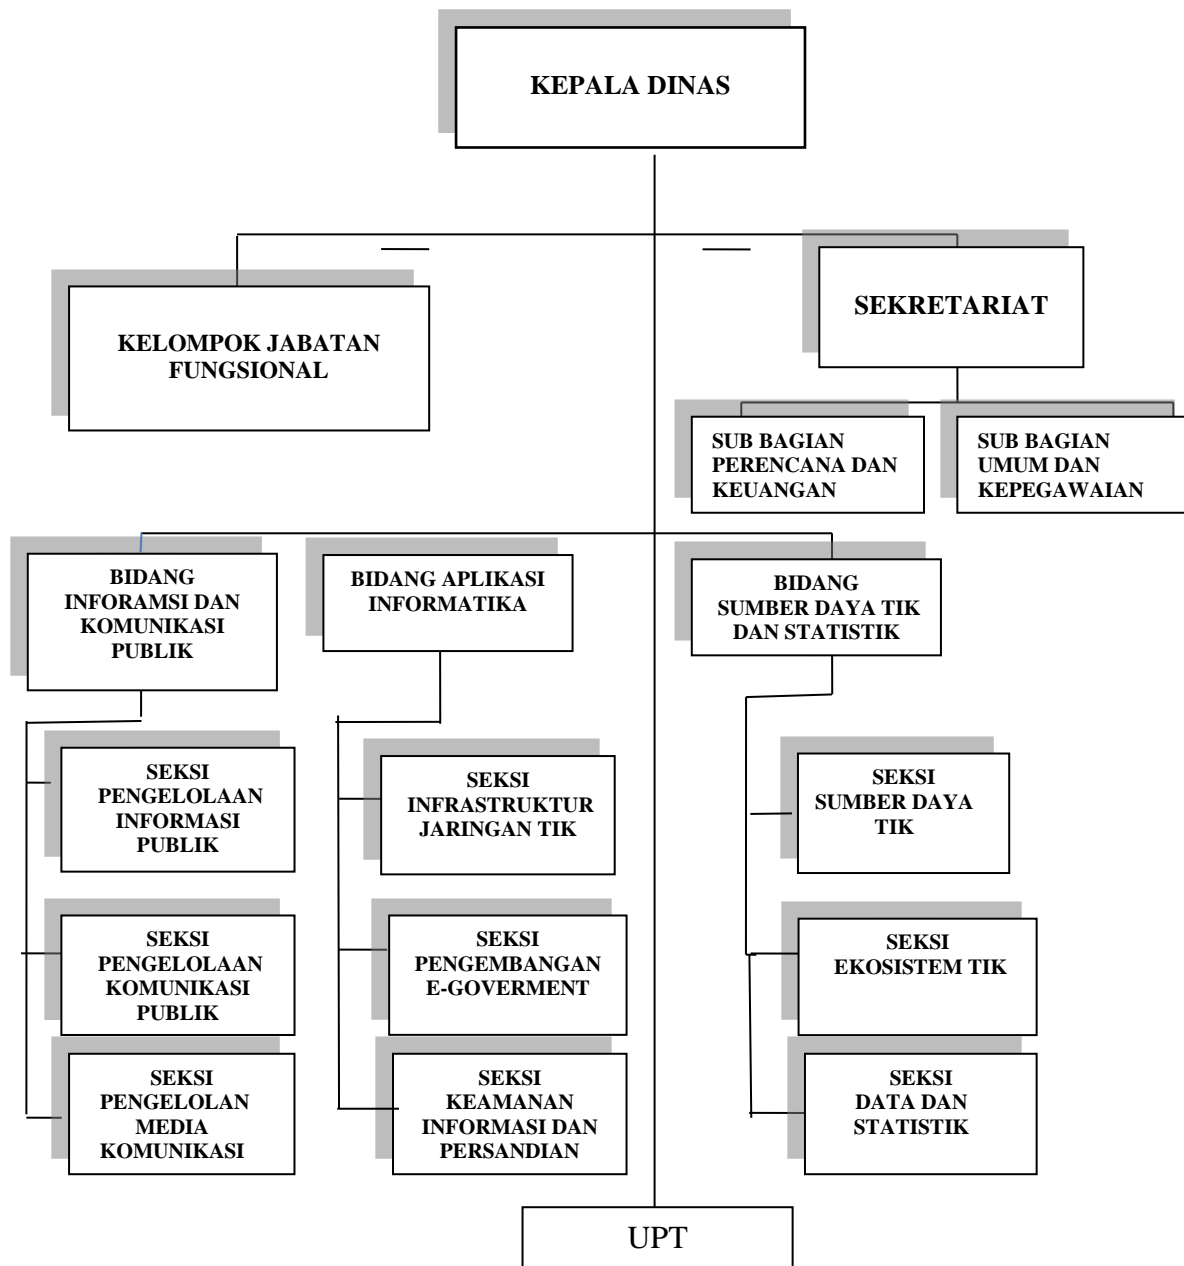 KEPALA DINAS
KELOMPOK JABATAN
FUNGSIONAL
SEKRETARIAT
SUB BAGIAN
PERENCANA DAN
KEUANGAN
SUB BAGIAN
UMUM DAN
KEPEGAWAIAN
BIDANG
INFORAMSI DAN
KOMUNIKASI
PUBLIK
BIDANG APLIKASI
INFORMATIKA
BIDANG
SUMBER DAYA TIK
DAN STATISTIK
SEKSI
PENGELOLAAN
INFORMASI
PUBLIK
SEKSI
INFRASTRUKTUR
JARINGAN TIK
SEKSI
SUMBER DAYA
TIK
SEKSI
PENGELOLAAN
KOMUNIKASI
PUBLIK
SEKSI
PENGEMBANGAN
E-GOVERMENT
SEKSI
EKOSISTEM TIK
SEKSI
PENGELOLAN
MEDIA
KOMUNIKASI
SEKSI
KEAMANAN
INFORMASI DAN
PERSANDIAN
SEKSI
DATA DAN
STATISTIK
UPT